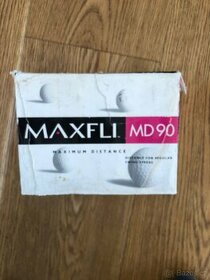 MAXFLI. MD90
MAXIMUM DISTANCE
DISTANCE FOR REGULAR
SWING SPEEDS